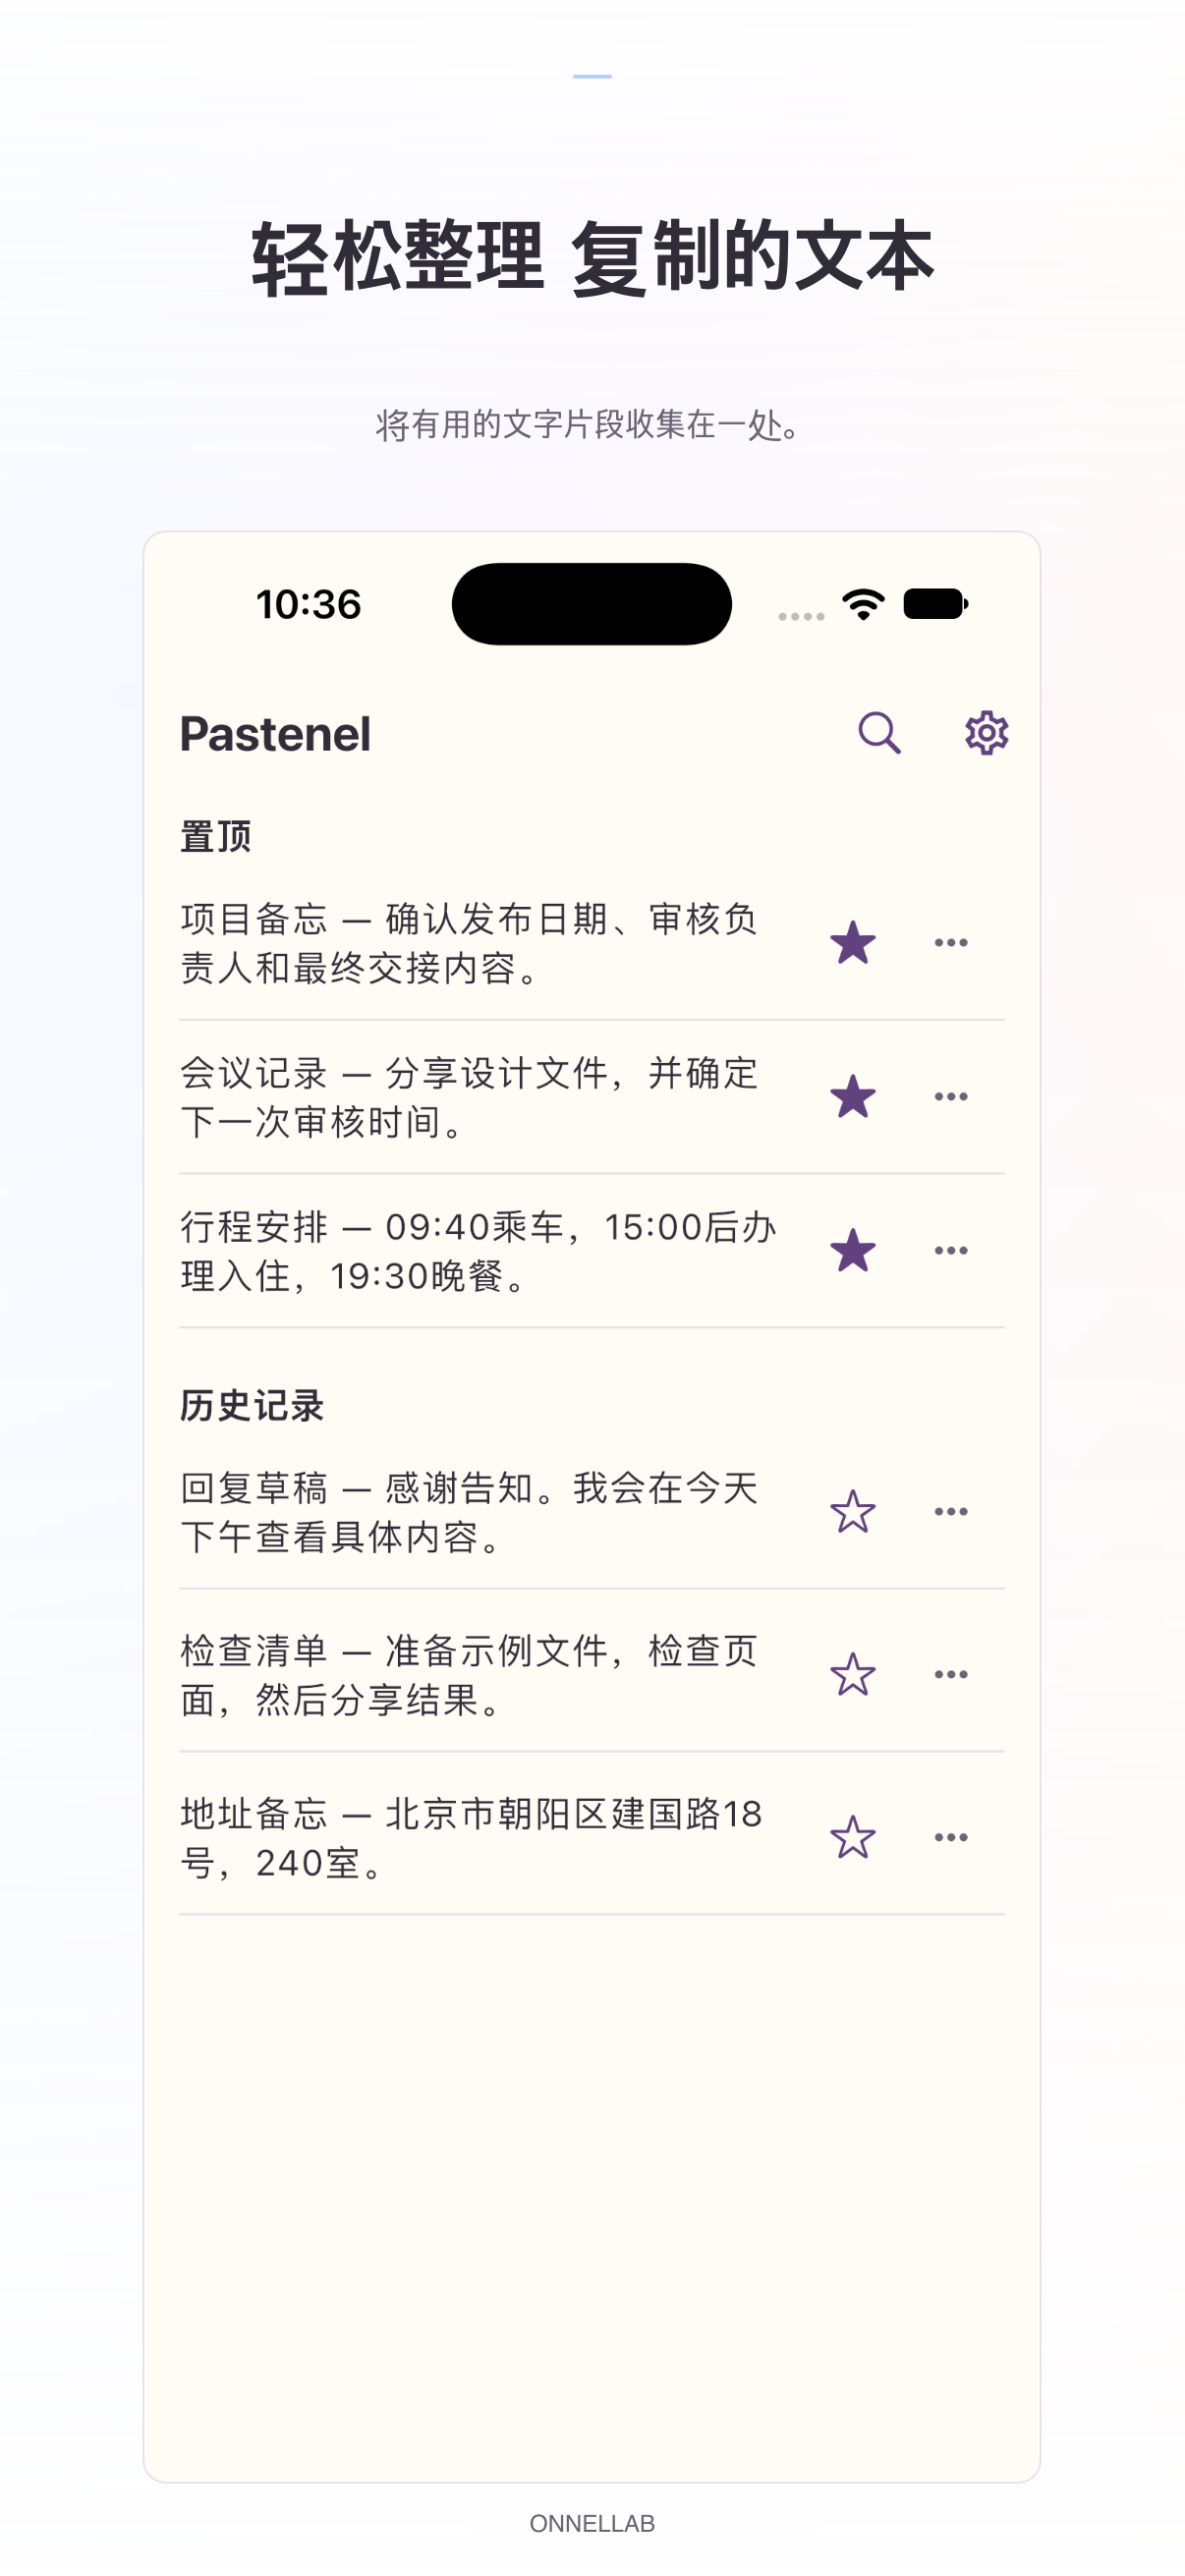 轻松整理 复制的文本
将有用的文字片段收集在一处。
10:36
Pastenel
置顶
项目备忘 — 确认发布日期、审核负
责人和最终交接内容。
会议记录 — 分享设计文件，并确定
下一次审核时间。
行程安排 — 09:40乘车，15:00后办
理入住，19:30晚餐。
历史记录
回复草稿 — 感谢告知。我会在今天
下午查看具体内容。
检查清单 — 准备示例文件，检查页
面，然后分享结果。
地址备忘 — 北京市朝阳区建国路18
号，240室。
ONNELLAB